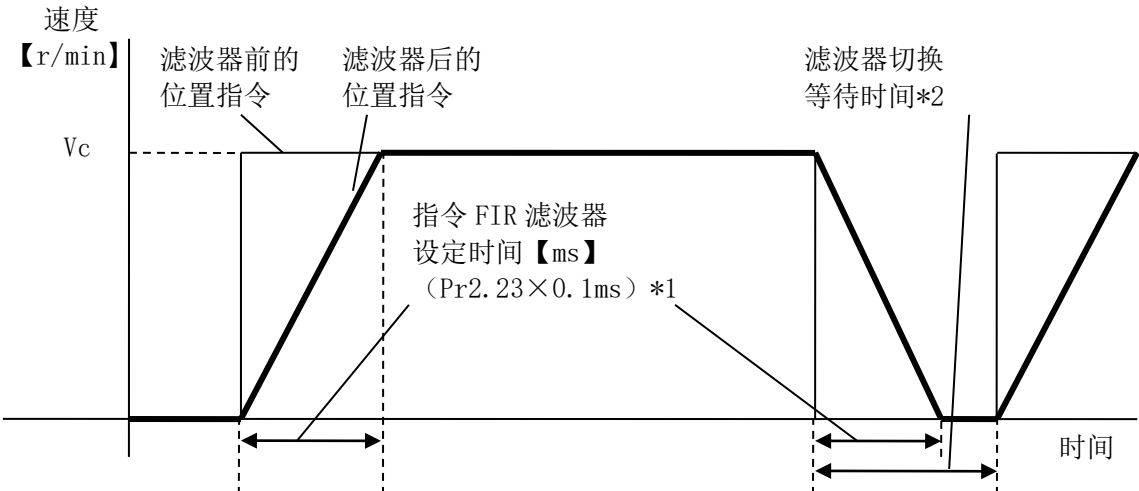 速度
【r/min】
滤波器前的
位置指令
滤波器后的
位置指令
滤波器切换
等待时间*2
Vc
指令 FIR 滤波器
设定时间【ms】
（Pr2.23×0.1ms）*1
时间